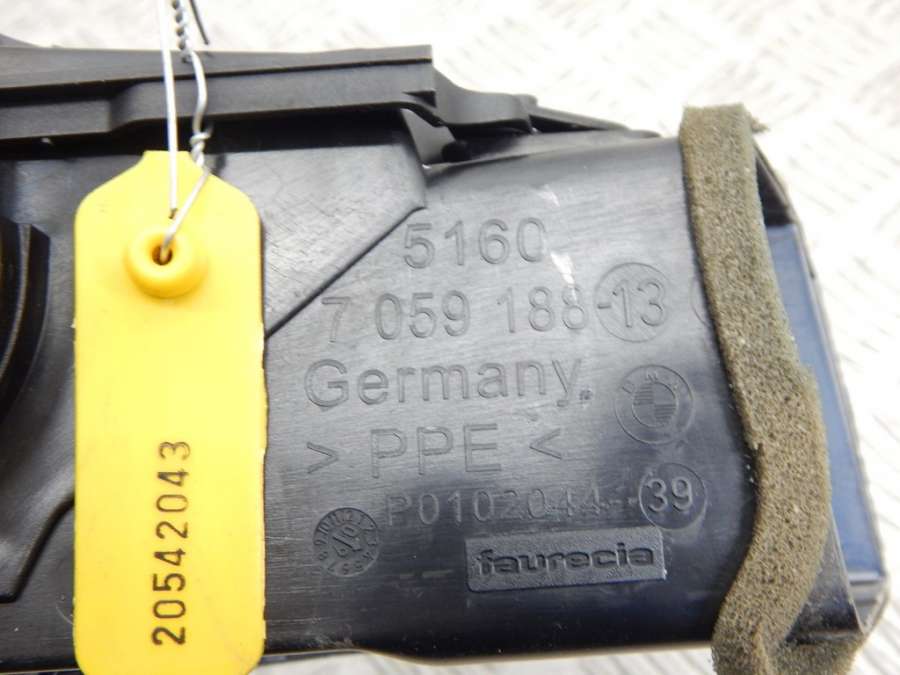 5160
7 059 188-13
Germany
> PPE <
P0102044 39
faurecia
20542043